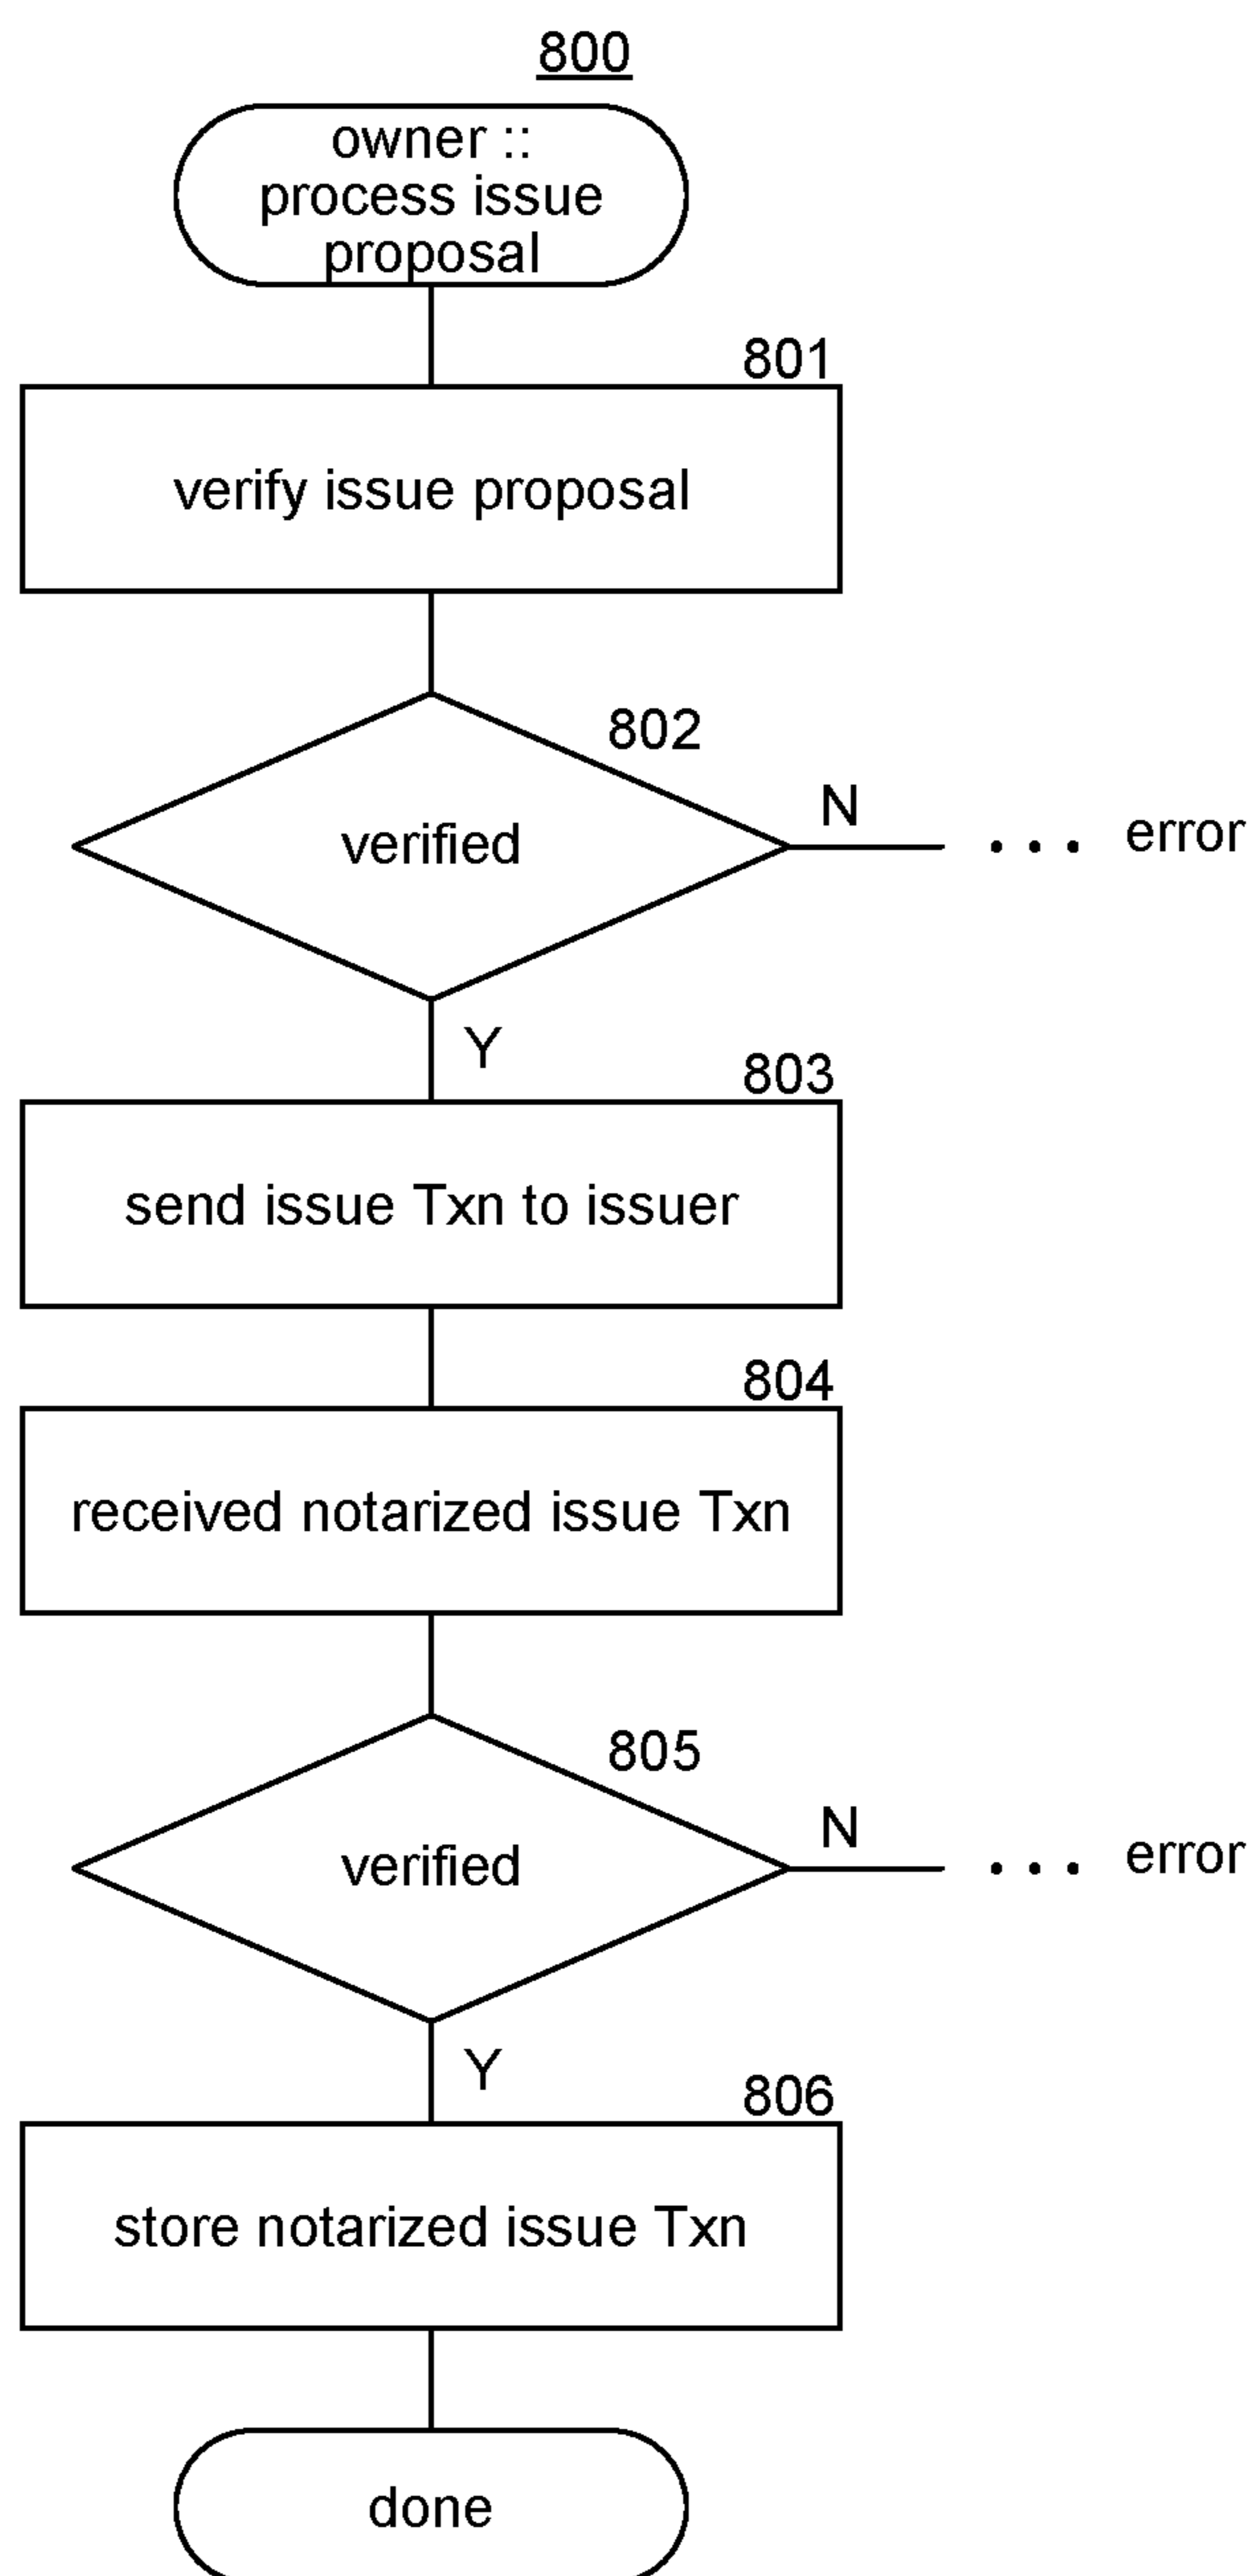 800
owner ::
process issue
proposal
801
verify issue proposal
802
verified
N
... error
Y
803
send issue Txn to issuer
804
received notarized issue Txn
805
verified
N
... error
Y
806
store notarized issue Txn
done